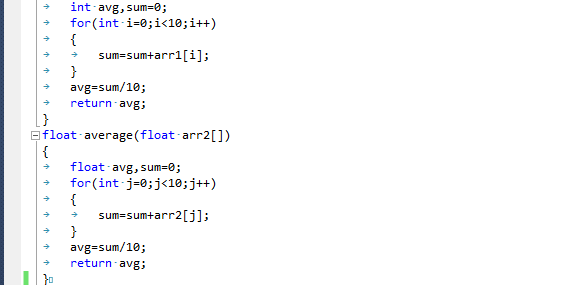 int avg,sum=0;
for(int i=0;i<10;i++)
{
sum=sum+arr1[i];
}
avg=sum/10;
return avg;
}
float average(float arr2[])
{
float avg,sum=0;
for(int j=0;j<10;j++)
{
sum=sum+arr2[j];
}
avg=sum/10;
return avg;
}